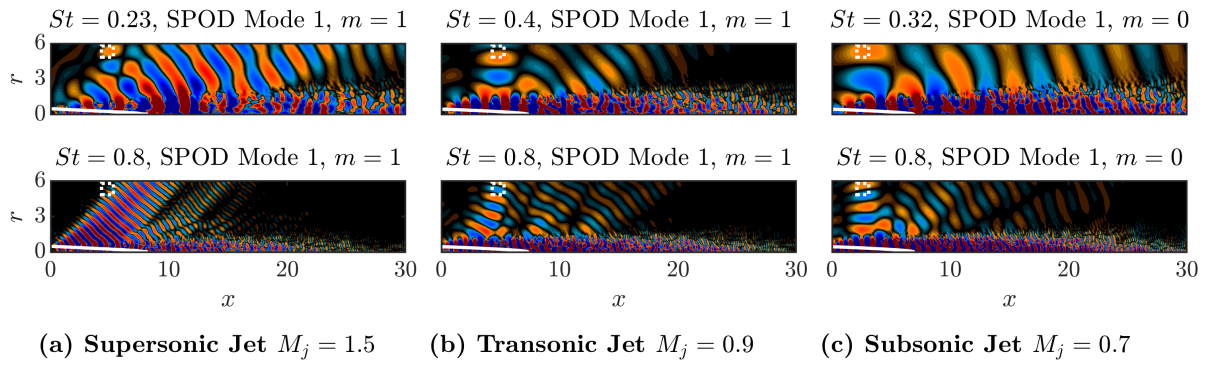 St = 0.23, SPOD Mode 1, m = 1
St = 0.4, SPOD Mode 1, m = 1
St = 0.32, SPOD Mode 1, m = 0
6
3
0
r
St = 0.8, SPOD Mode 1, m = 1
St = 0.8, SPOD Mode 1, m = 1
St = 0.8, SPOD Mode 1, m = 0
6
3
0
r
0 10 20 30
0 10 20 30
0 10 20 30
x
x
x
(a) Supersonic Jet M_j = 1.5
(b) Transonic Jet M_j = 0.9
(c) Subsonic Jet M_j = 0.7